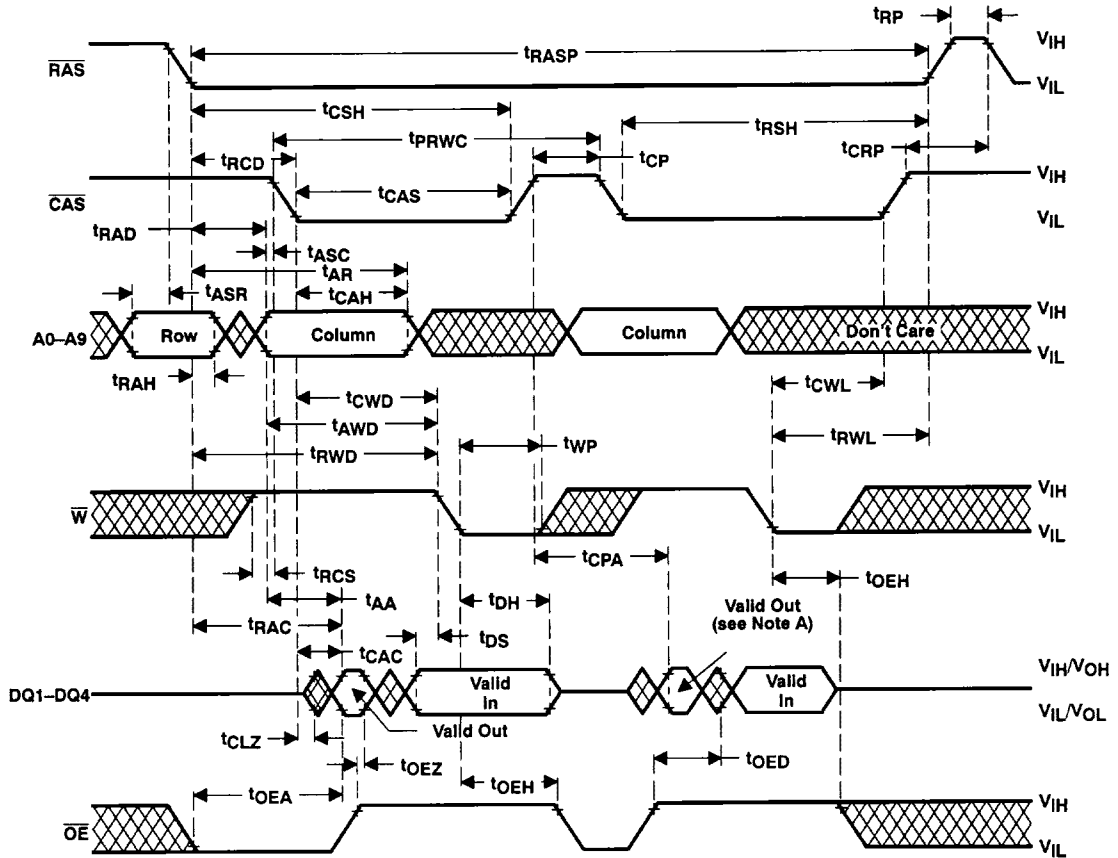 tRP
VIH
RAS
tRASP
VIL
tCSH
tPRWC
tRSH
tRCD
tCP
tCRP
VIH
CAS
tCAS
VIL
tRAD
tASC
tAR
tASR
tCAH
VIH
A0–A9
Row
Column
Column
Don't Care
VIL
tRAH
tCWD
tCWL
tAWD
tWP
tRWL
tRWD
VIH
W
VIL
tCPA
tRCS
tOEH
tAA
tDH
Valid Out
(see Note A)
tRAC
tDS
tCAC
VIH/VOH
DQ1–DQ4
Valid
In
Valid
In
VIL/VOL
Valid Out
tCLZ
tOEZ
tOED
tOEA
tOEH
VIH
OE
VIL